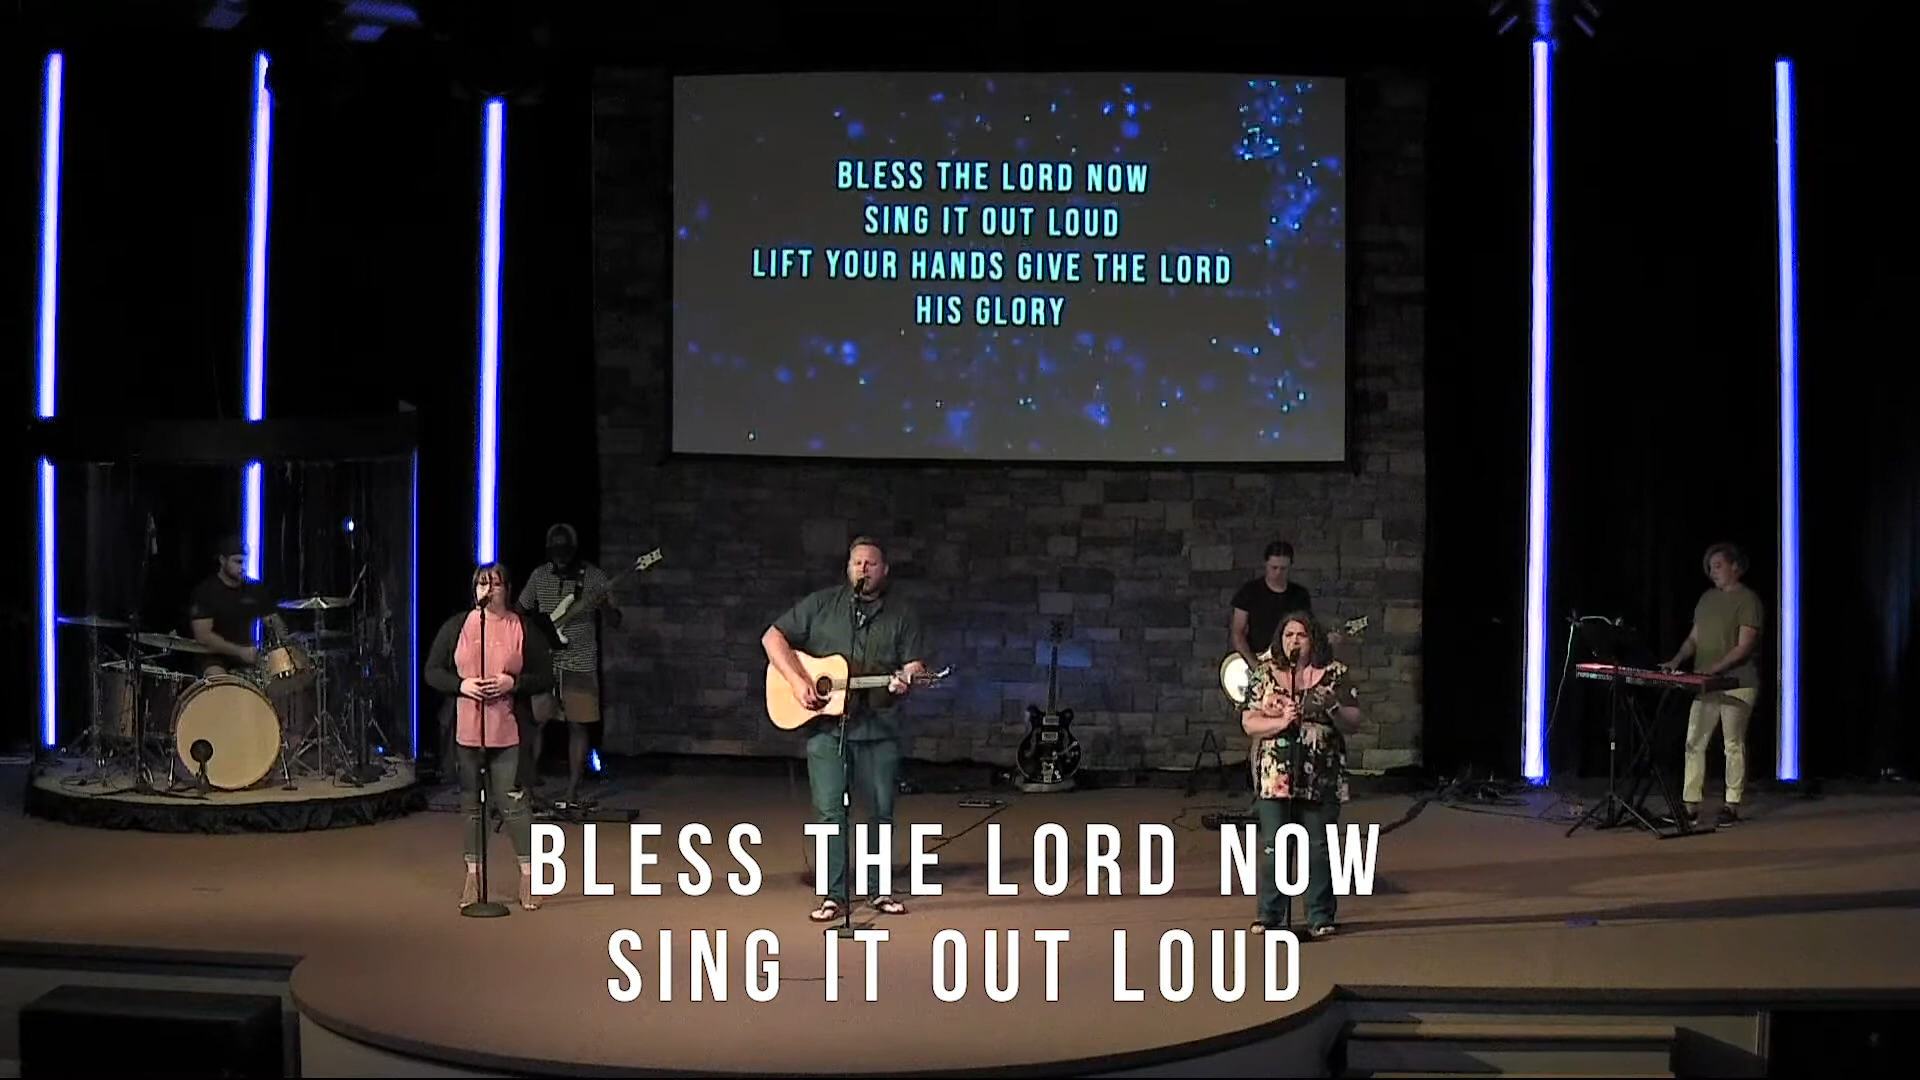 BLESS THE LORD NOW
SING IT OUT LOUD
LIFT YOUR HANDS GIVE THE LORD
HIS GLORY
BLESS THE LORD NOW
SING IT OUT LOUD